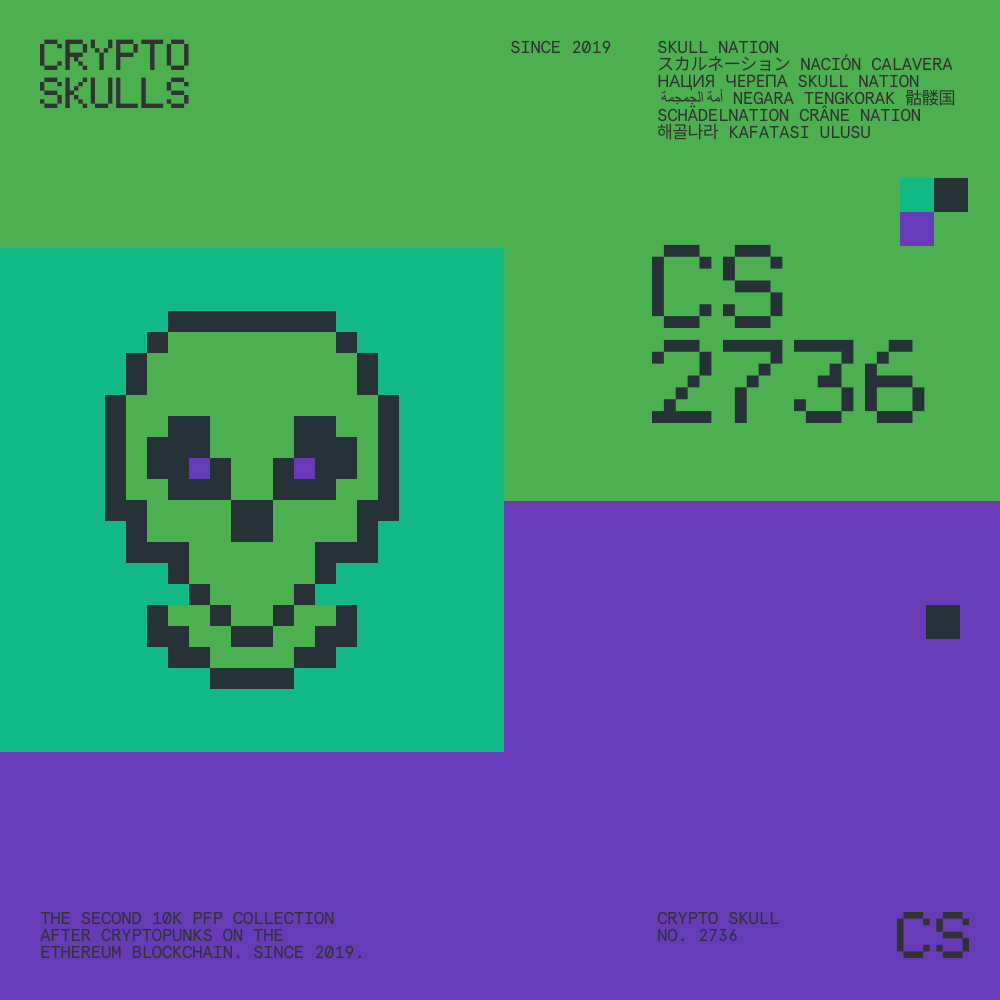 CRYPTO
SKULLS
SINCE 2019
SKULL NATION
スカルネーション NACIÓN CALAVERA
НАЦИЯ ЧЕРЕПА SKULL NATION
أمة الجمجمة NEGARA TENGKORAK 骷髅国
SCHÄDELNATION CRÂNE NATION
해골나라 KAFATASI ULUSU
CS
2736
THE SECOND 10K PFP COLLECTION
AFTER CRYPTOPUNKS ON THE
ETHEREUM BLOCKCHAIN. SINCE 2019.
CRYPTO SKULL
NO. 2736
CS